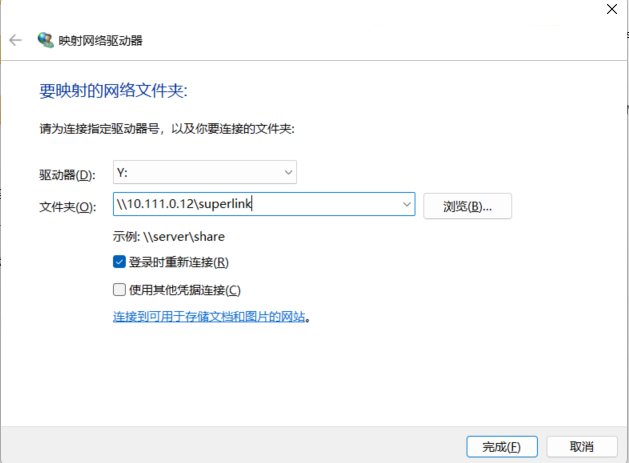 映射网络驱动器
要映射的网络文件夹:
请为连接指定驱动器号，以及你要连接的文件夹:
驱动器(D): Y:
文件夹(O): \\10.111.0.12\superlink 浏览(B)...
示例: \\server\share
登录时重新连接(R)
使用其他凭据连接(C)
连接到可用于存储文档和图片的网站。
完成(F) 取消